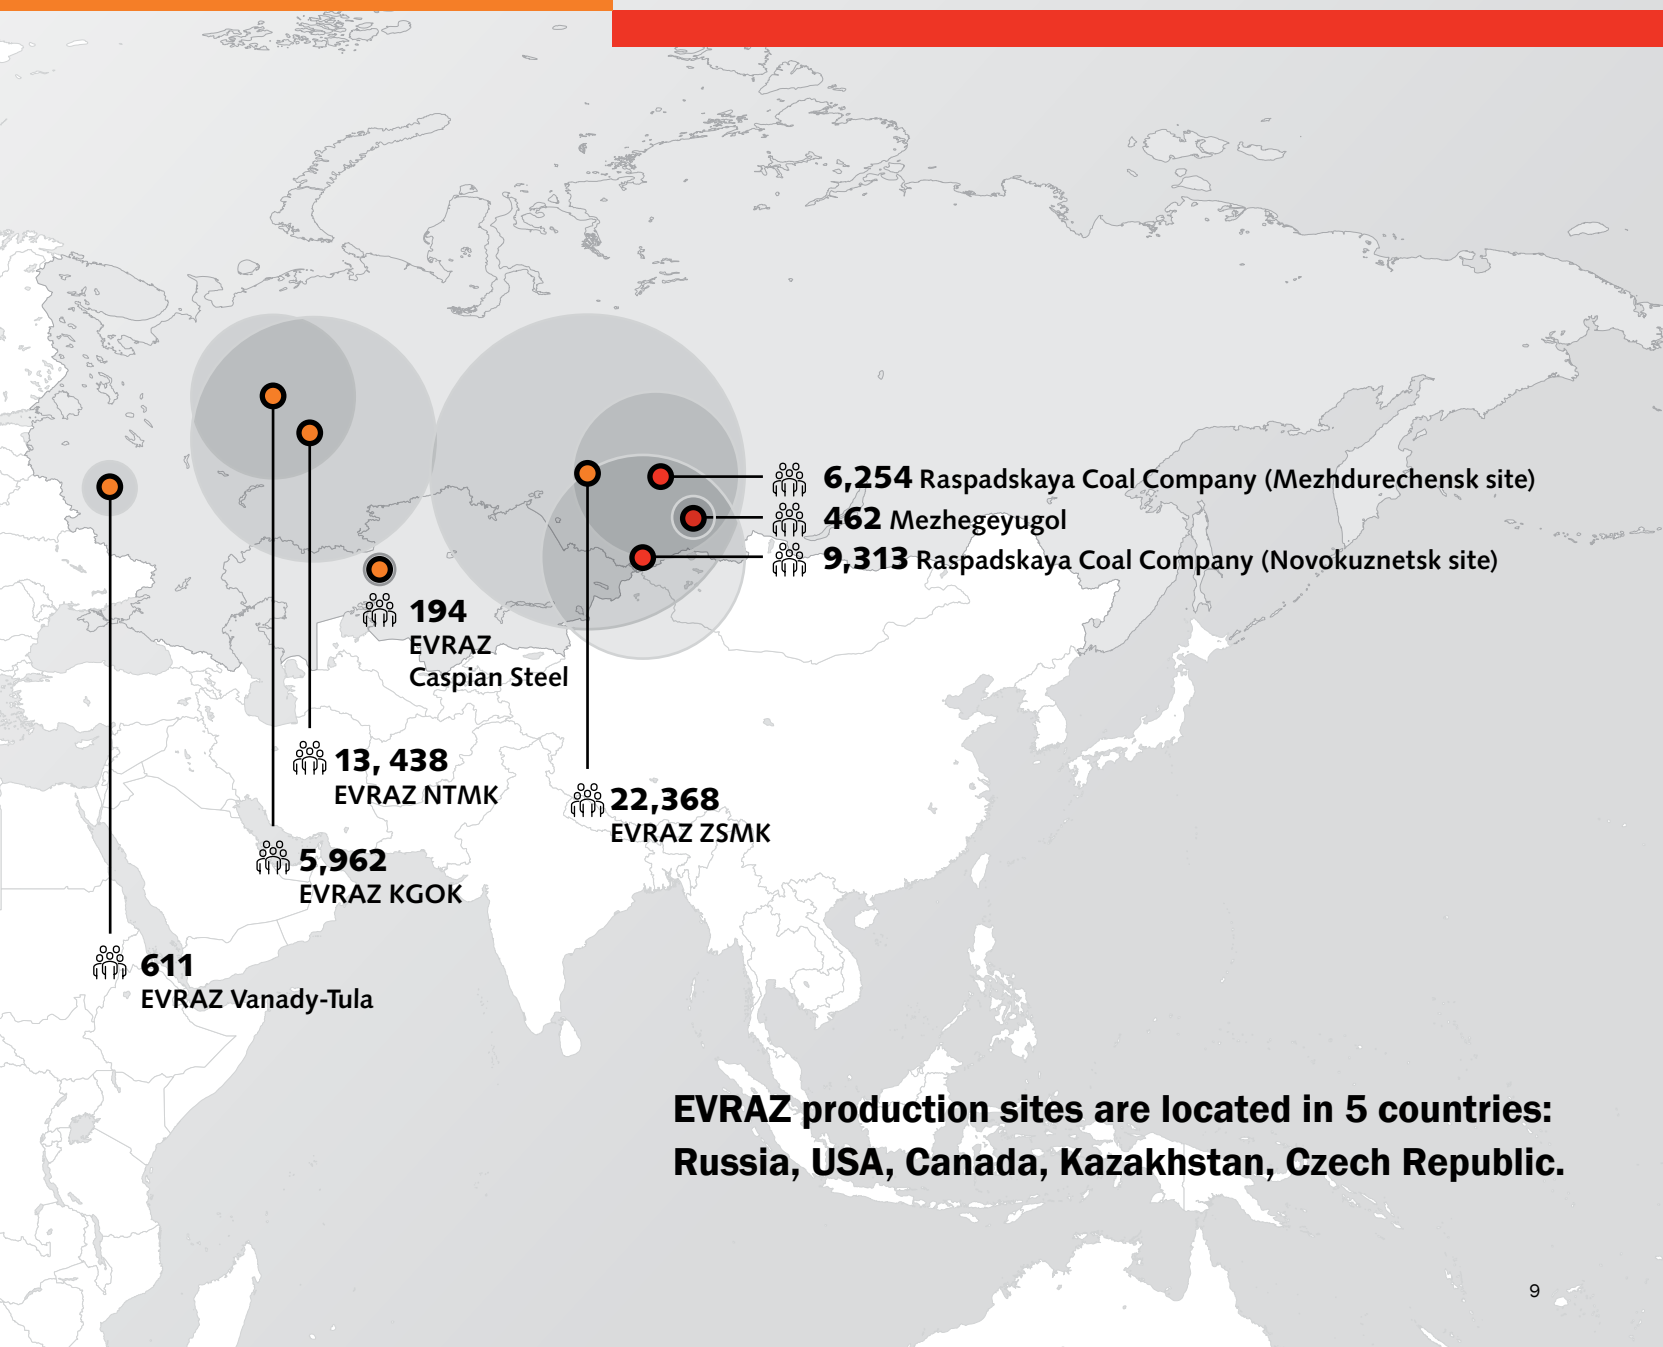 6,254 Raspadskaya Coal Company (Mezhdurechensk site)
462 Mezhegeyugol
9,313 Raspadskaya Coal Company (Novokuznetsk site)
194
EVRAZ
Caspian Steel
13, 438
EVRAZ NTMK
22,368
EVRAZ ZSMK
5,962
EVRAZ KGOK
611
EVRAZ Vanady-Tula
EVRAZ production sites are located in 5 countries:
Russia, USA, Canada, Kazakhstan, Czech Republic.
9